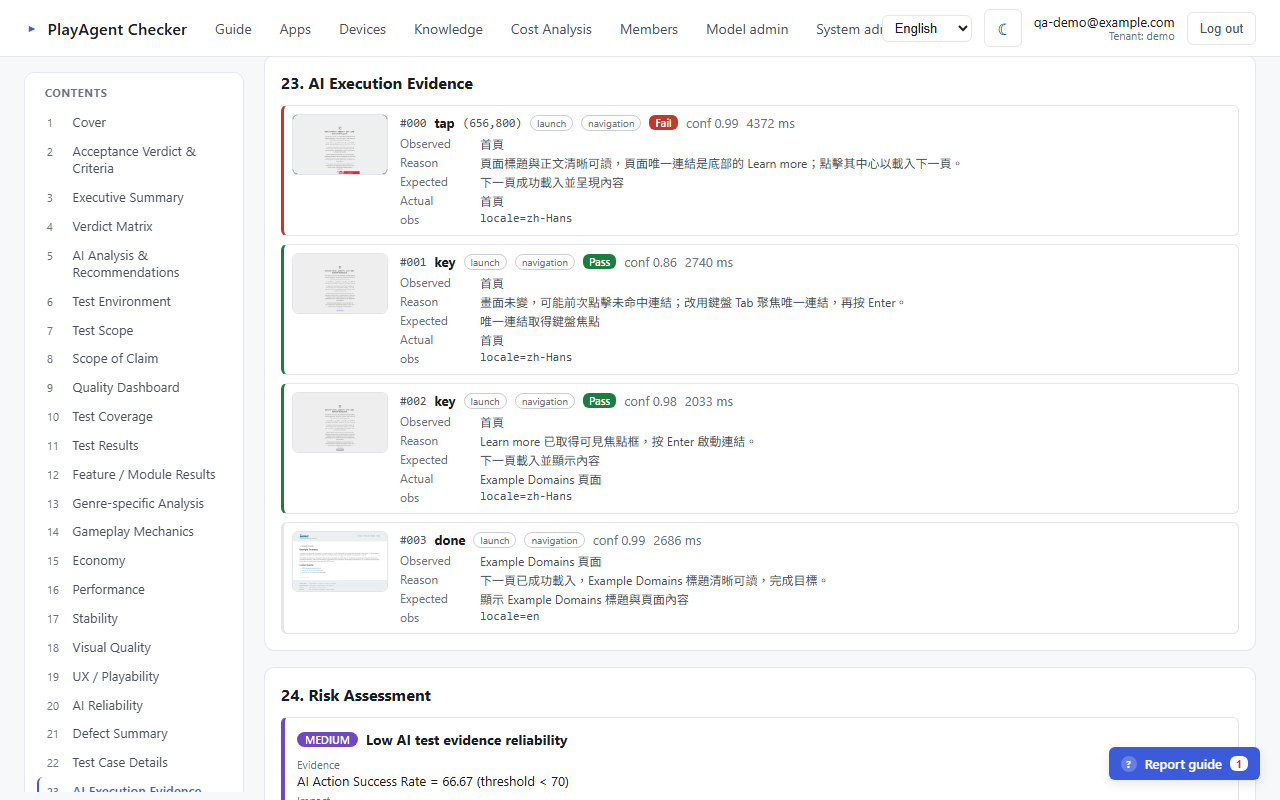 PlayAgent Checker
Guide
Apps
Devices
Knowledge
Cost Analysis
Members
Model admin
System adr
English
qa-demo@example.com
Tenant: demo
Log out
CONTENTS
1 Cover
2 Acceptance Verdict &
Criteria
3 Executive Summary
4 Verdict Matrix
5 AI Analysis &
Recommendations
6 Test Environment
7 Test Scope
8 Scope of Claim
9 Quality Dashboard
10 Test Coverage
11 Test Results
12 Feature / Module Results
13 Genre-specific Analysis
14 Gameplay Mechanics
15 Economy
16 Performance
17 Stability
18 Visual Quality
19 UX / Playability
20 AI Reliability
21 Defect Summary
22 Test Case Details
23 AI Execution Evidence
23. AI Execution Evidence
#000 tap (656,800) launch navigation Fail conf 0.99 4372 ms
Observed 首頁
Reason 頁面標題與正文清晰可讀，頁面唯一連結是底部的 Learn more；點擊其中心以載入下一頁。
Expected 下一頁成功載入並呈現內容
Actual 首頁
obs locale=zh-Hans
#001 key launch navigation Pass conf 0.86 2740 ms
Observed 首頁
Reason 畫面未變，可能前次點擊未命中連結；改用鍵盤 Tab 聚焦唯一連結，再按 Enter。
Expected 唯一連結取得鍵盤焦點
Actual 首頁
obs locale=zh-Hans
#002 key launch navigation Pass conf 0.98 2033 ms
Observed 首頁
Reason Learn more 已取得可見焦點框，按 Enter 啟動連結。
Expected 下一頁載入並顯示內容
Actual Example Domains 頁面
obs locale=zh-Hans
#003 done launch navigation conf 0.99 2686 ms
Observed Example Domains 頁面
Reason 下一頁已成功載入，Example Domains 標題清晰可讀，完成目標。
Expected 顯示 Example Domains 標題與頁面內容
obs locale=en
24. Risk Assessment
MEDIUM Low AI test evidence reliability
Evidence
AI Action Success Rate = 66.67 (threshold < 70)
Impact
? Report guide 1